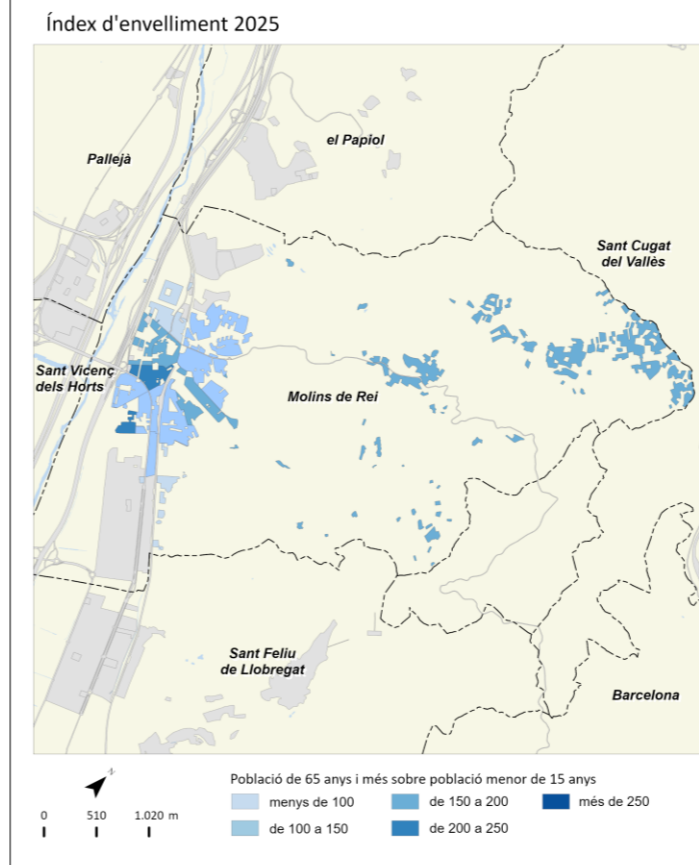 Índex d'envelliment 2025
el Papiol
Pallejà
Sant Cugat
del Vallès
Sant Vicenç
dels Horts
Molins de Rei
Sant Feliu
de Llobregat
Barcelona
0 510 1.020 m
Població de 65 anys i més sobre població menor de 15 anys
menys de 100
de 150 a 200
més de 250
de 100 a 150
de 200 a 250